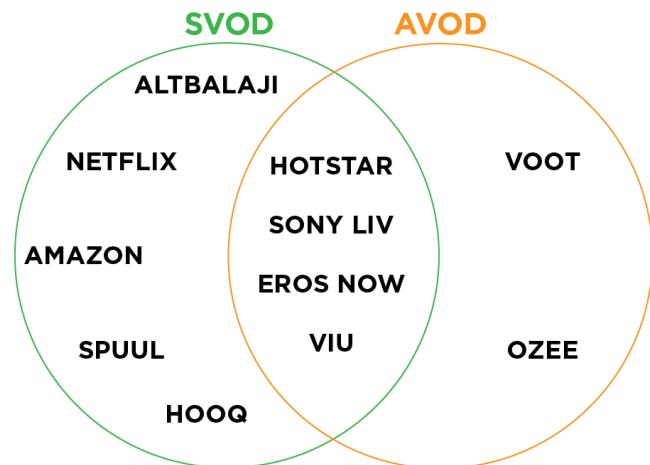 SVOD
AVOD
ALTBALAJI
NETFLIX
HOTSTAR
VOOT
SONY LIV
AMAZON
EROS NOW
VIU
SPUUL
OZEE
HOOQ